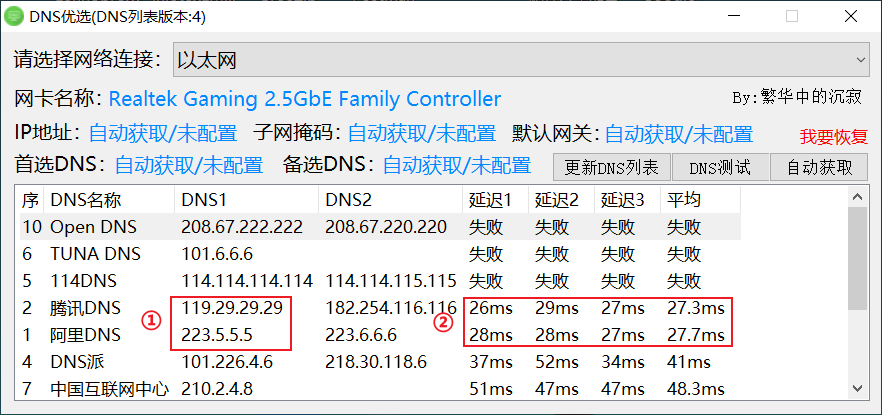 DNS优选(DNS列表版本:4)
请选择网络连接: 以太网
网卡名称: Realtek Gaming 2.5GbE Family Controller By:繁华中的沉寂
IP地址: 自动获取/未配置 子网掩码: 自动获取/未配置 默认网关: 自动获取/未配置 我要恢复
首选DNS: 自动获取/未配置 备选DNS: 自动获取/未配置 更新DNS列表 DNS测试 自动获取
序 DNS名称 DNS1 DNS2 延迟1 延迟2 延迟3 平均
10 Open DNS 208.67.222.222 208.67.220.220 失败 失败 失败 失败
6 TUNA DNS 101.6.6.6 失败 失败 失败 失败
5 114DNS 114.114.114.114 114.114.115.115 失败 失败 失败 失败
2 腾讯DNS 119.29.29.29 182.254.116.116 26ms 29ms 27ms 27.3ms
① ②
1 阿里DNS 223.5.5.5 223.6.6.6 28ms 28ms 27ms 27.7ms
4 DNS派 101.226.4.6 218.30.118.6 37ms 52ms 34ms 41ms
7 中国互联网中心 210.2.4.8 51ms 47ms 47ms 48.3ms